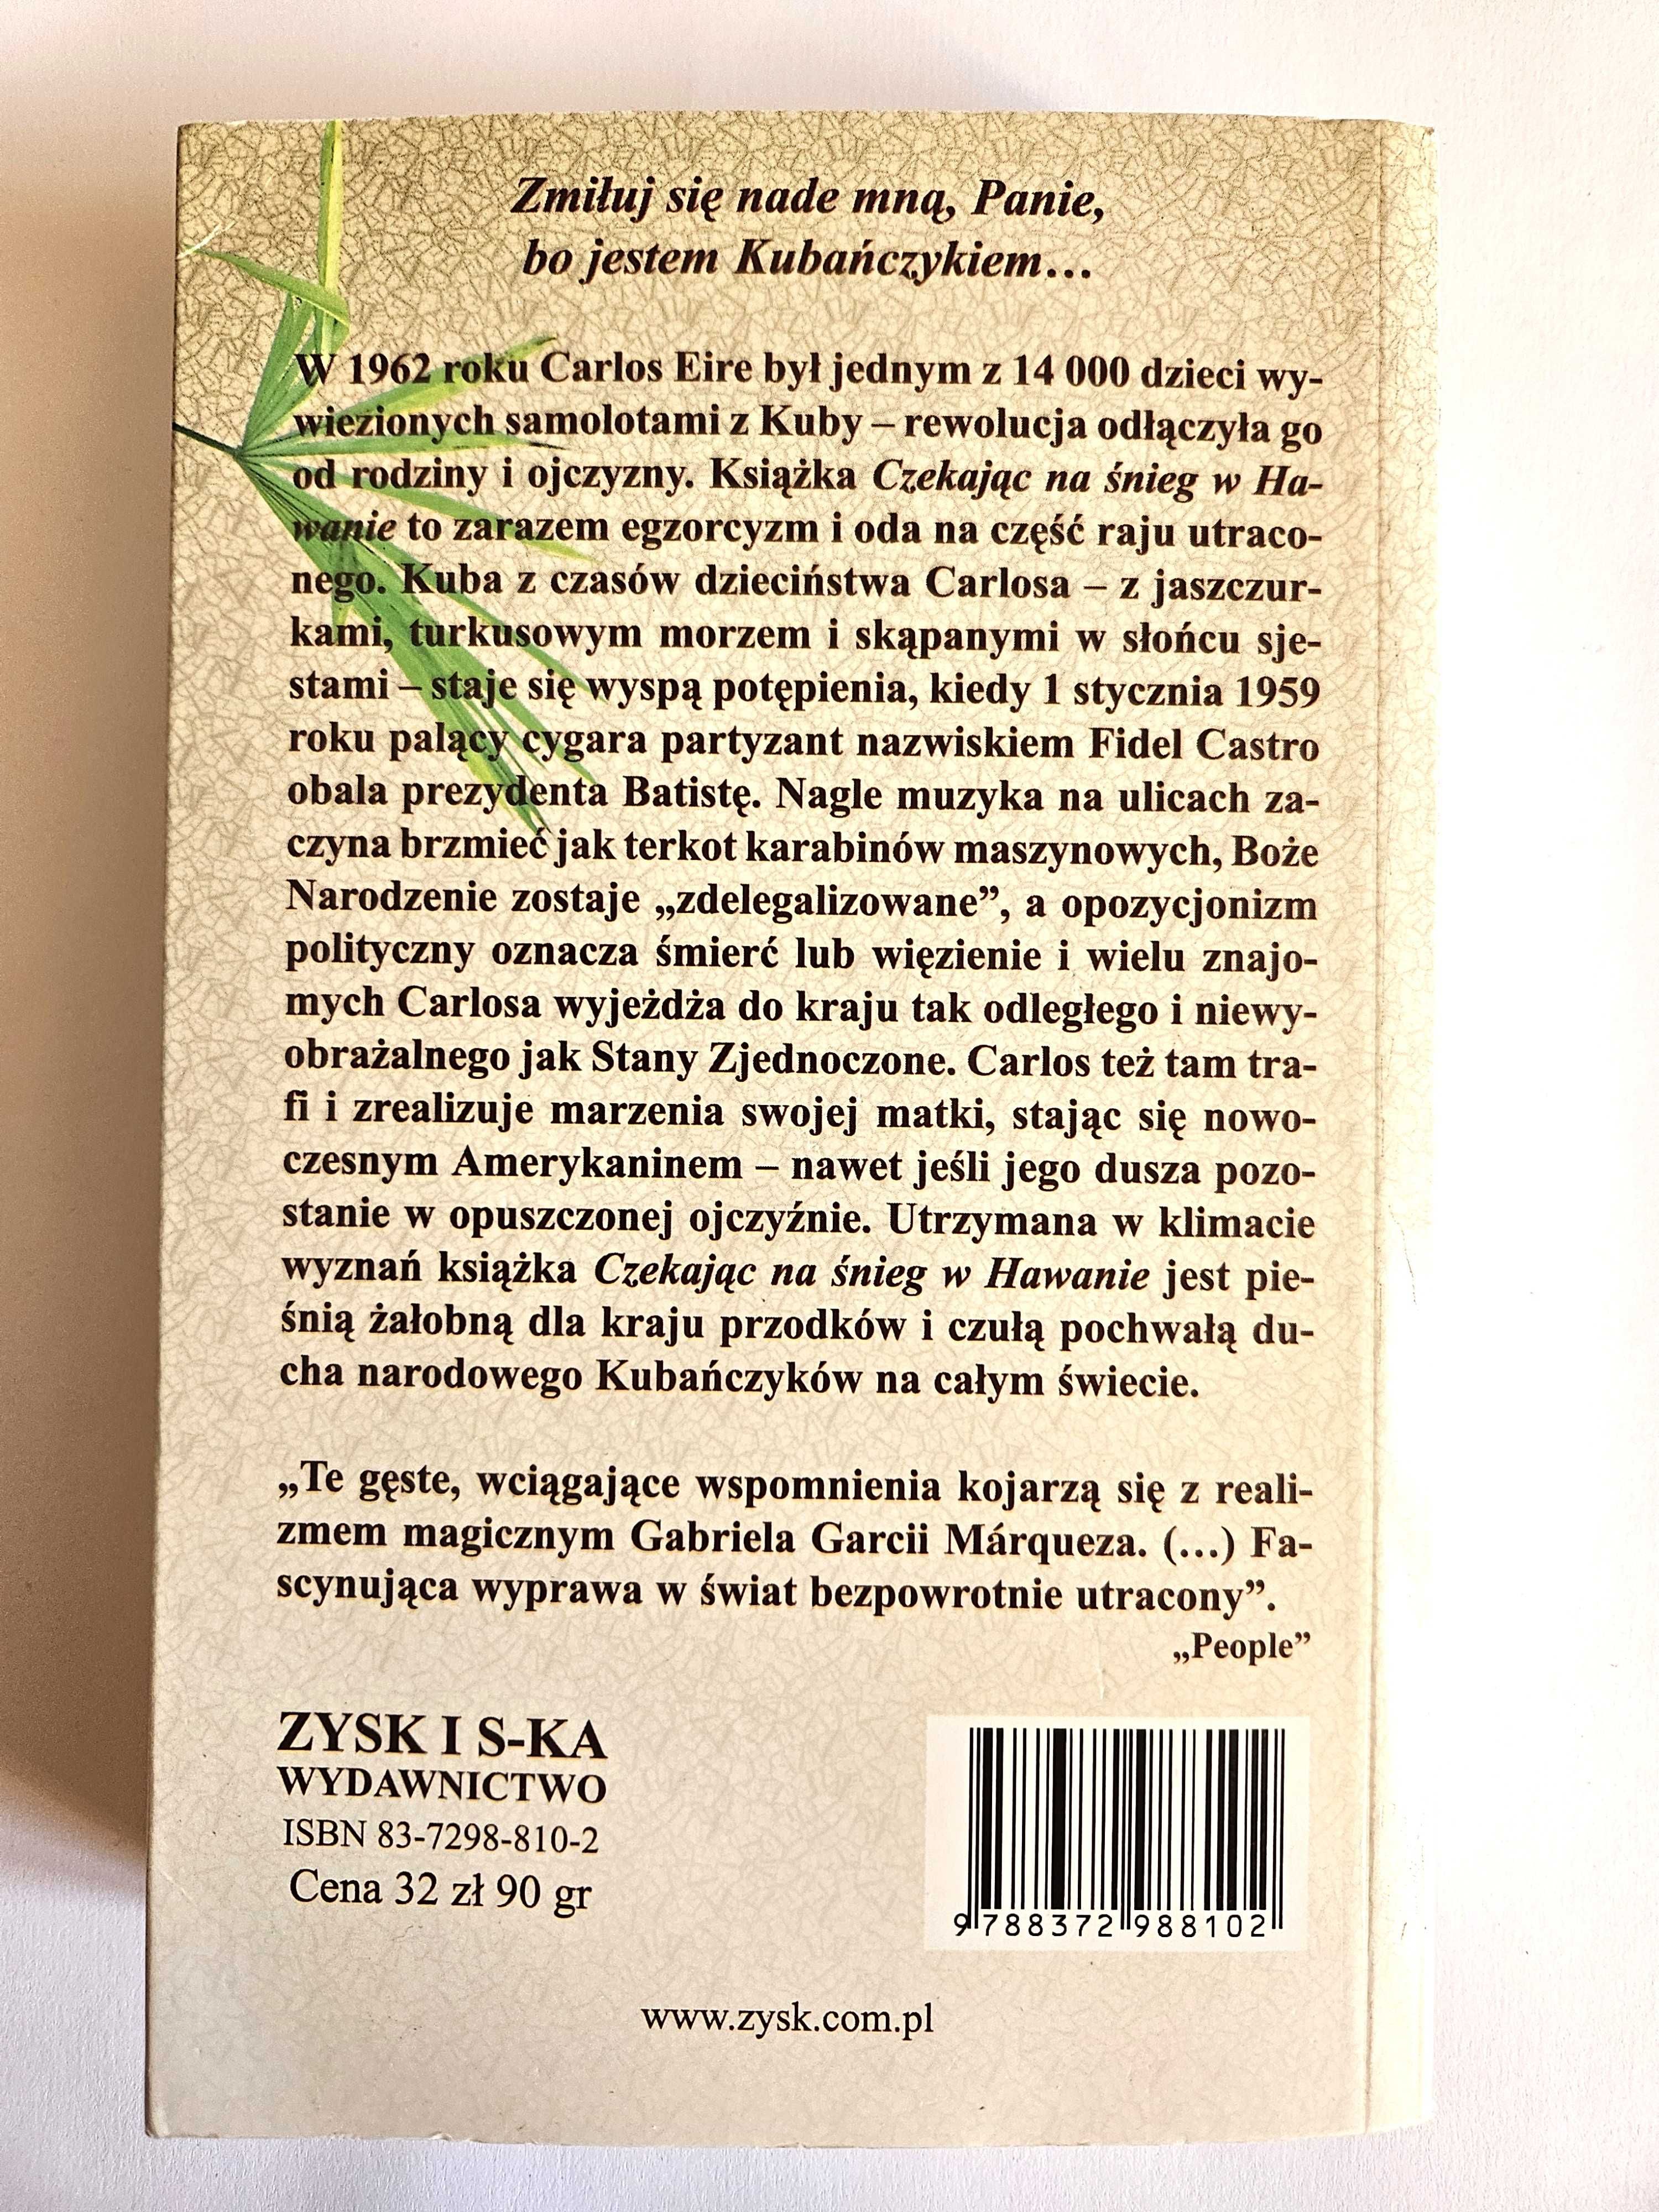 Zmiłuj się nade mną, Panie,
bo jestem Kubańczykiem…
W 1962 roku Carlos Eire był jednym z 14 000 dzieci wy-
wiezionych samolotami z Kuby – rewolucja odłączyła go
od rodziny i ojczyzny. Książka Czekając na śnieg w Ha-
wanie to zarazem egzorcyzm i oda na część raju utraco-
nego. Kuba z czasów dzieciństwa Carlosa – z jaszczur-
kami, turkusowym morzem i skąpanymi w słońcu sje-
stami – staje się wyspą potępienia, kiedy 1 stycznia 1959
roku palący cygara partyzant nazwiskiem Fidel Castro
obala prezydenta Batistę. Nagle muzyka na ulicach za-
czyna brzmieć jak terkot karabinów maszynowych, Boże
Narodzenie zostaje „zdelegalizowane”, a opozycjonizm
polityczny oznacza śmierć lub więzienie i wielu znajo-
mych Carlosa wyjeżdża do kraju tak odległego i niewy-
obrażalnego jak Stany Zjednoczone. Carlos też tam tra-
fi i zrealizuje marzenia swojej matki, stając się nowo-
czesnym Amerykaninem – nawet jeśli jego dusza pozo-
stanie w opuszczonej ojczyźnie. Utrzymana w klimacie
wyznań książka Czekając na śnieg w Hawanie jest pie-
śnią żałobną dla kraju przodków i czułą pochwałą du-
cha narodowego Kubańczyków na całym świecie.
„Te gęste, wciągające wspomnienia kojarzą się z reali-
zmem magicznym Gabriela Garcii Márqueza. (…) Fa-
scynująca wyprawa w świat bezpowrotnie utracony”.
„People”
ZYSK I S-KA
WYDAWNICTWO
ISBN 83-7298-810-2
Cena 32 zł 90 gr
9 788372 988102
www.zysk.com.pl